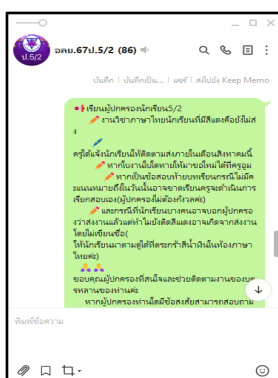 อคย.67ป.5/2 (86)
ป.5/2
บันทึก | บันทึกเป็น... | แชร์ | ส่งไปยัง Keep Memo
เรียนผู้ปกครองนักเรียน5/2
งานวิชาภาษาไทยนักเรียนที่มีสีแดงคือยังไม่ส่
ง
ครูได้แจ้งนักเรียนให้ติดตามส่งภายในเดือนสิงหาคมนี้
หากใบงานใบใดหายให้มาขอใหม่ได้ที่ครูอุม
หากเป็นข้อสอบท้ายบทเรียนกรณีไม่มีค
ะแนนหมายถึงในวันนั้นอาจขาดเรียนครูจะดำเนินการ
เรียกสอบเอง(ผู้ปกครองไม่ต้องกังวลค่ะ)
และกรณีที่นักเรียนบางคนอาจบอกผู้ปกครอ
งว่าส่งงานแล้วแต่ทำไมยังติดสีแดงอาจเกิดจากส่งงาน
โดยไม่เขียนชื่อ(
ให้นักเรียนมาตามดูได้ที่ตระกร้าสีน้ำเงินในห้องภาษา
ไทยค่ะ)
ขอบคุณผู้ปกครองที่สนใจและช่วยติดตามงานของบุต
รหลานของท่านค่ะ
หากผู้ปกครองท่านใดมีข้อสงสัยสามารถสอบถาม
พิมพ์ข้อความ